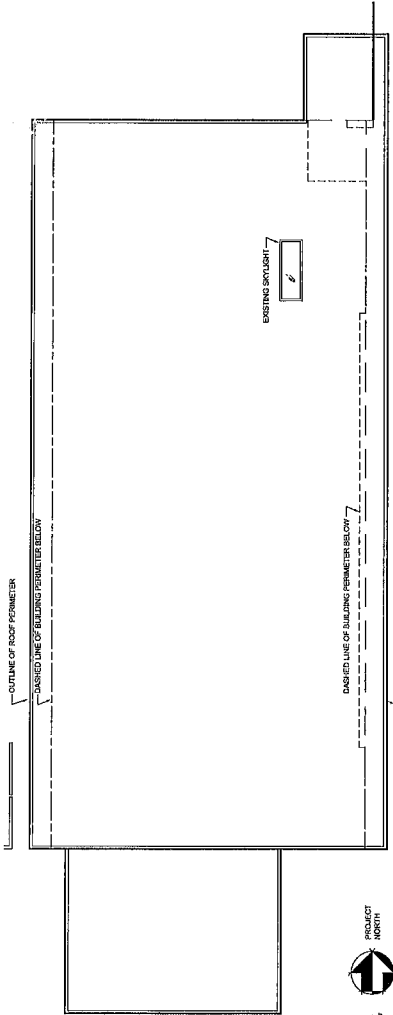 OUTLINE OF ROOF PERIMETER
DASHED LINE OF BUILDING PERIMETER BELOW
EXISTING SKYLIGHT
DASHED LINE OF BUILDING PERIMETER BELOW
PROJECT
NORTH